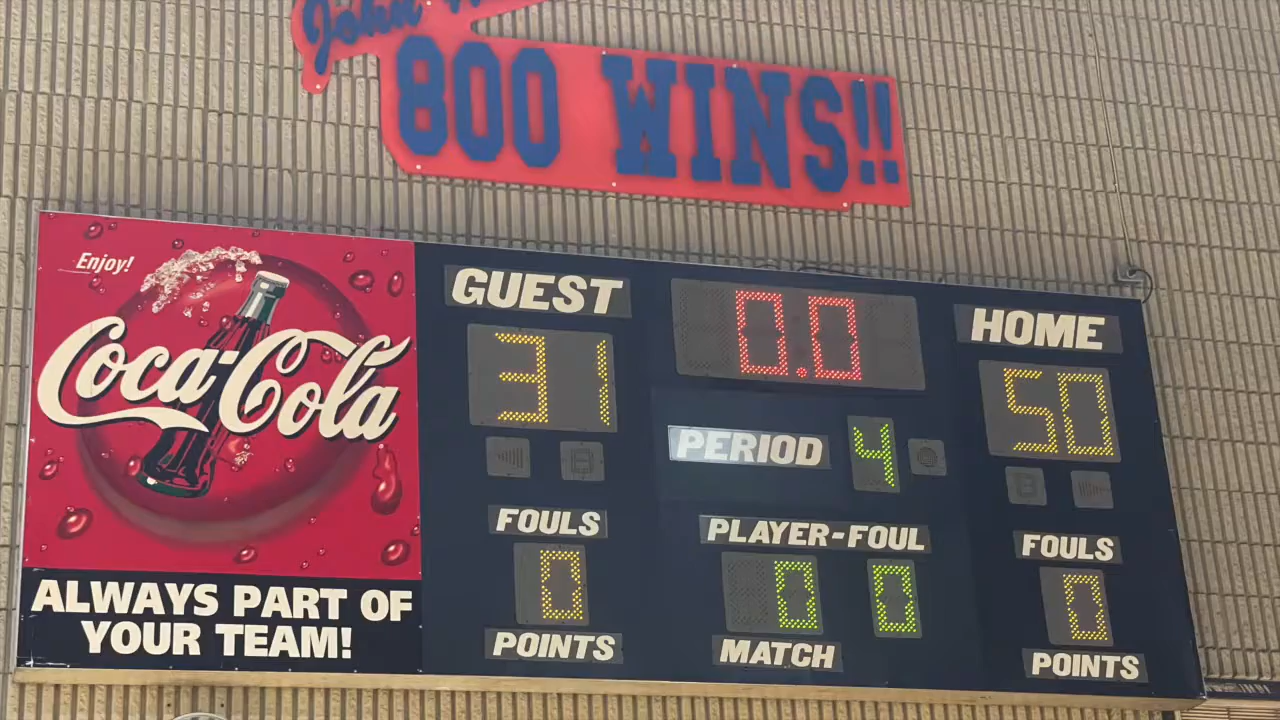 John
800 WINS!!
Enjoy!
Coca-Cola
ALWAYS PART OF
YOUR TEAM!
GUEST
31
FOULS
0
POINTS
0.0
PERIOD 4
PLAYER-FOUL
0 0
MATCH
HOME
50
FOULS
0
POINTS